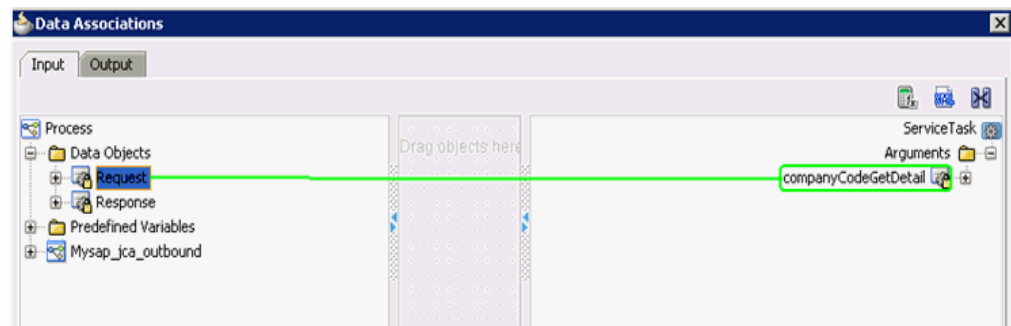 Data Associations
Input Output
Process
Data Objects
Request
Response
Predefined Variables
Mysap_jca_outbound
Drag objects here
ServiceTask
Arguments
companyCodeGetDetail